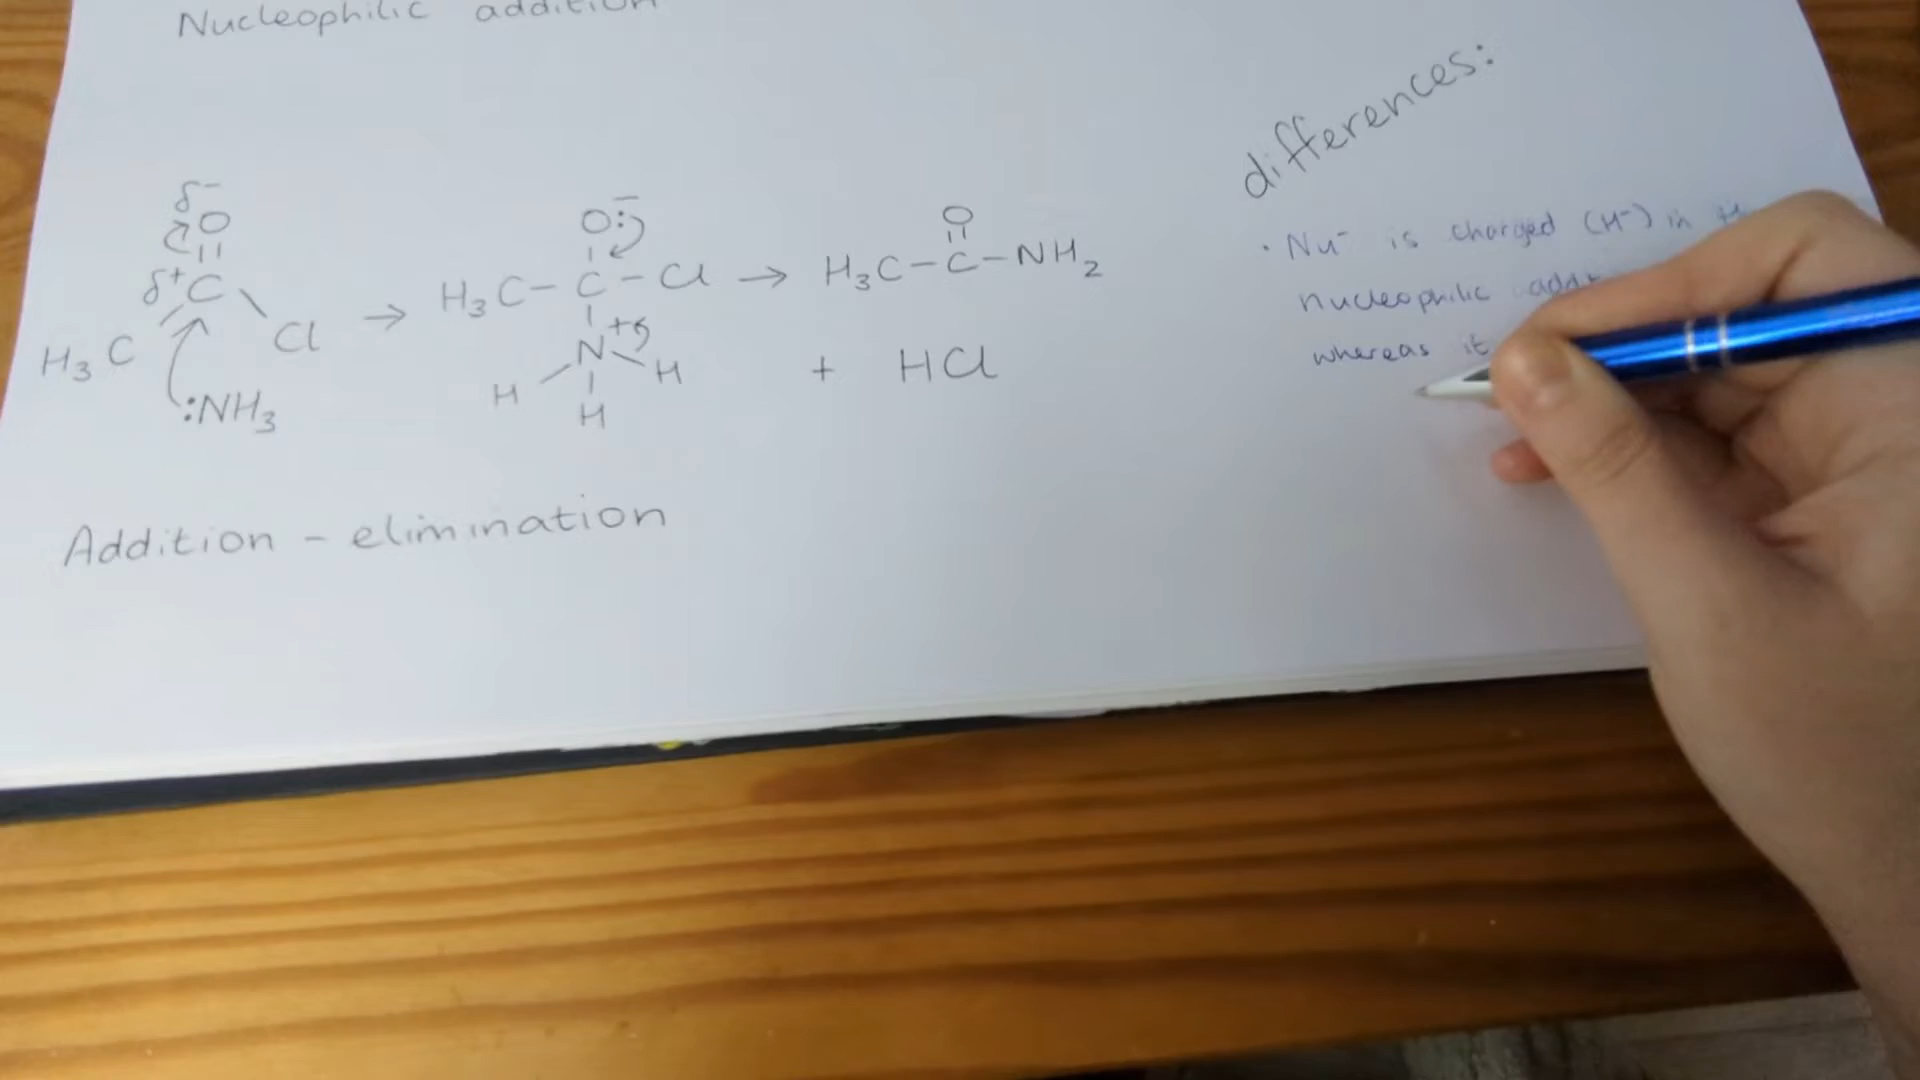 Nucleophilic addition
differences:
δ-
O
δ+ C
H3C
Cl
:NH3
→
O:-
H3C-C-Cl
N+
H
H
H
→
O
H3C-C-NH2
+ HCl
· Nu- is charged (H-) in
nucleophilic
whereas it
Addition - elimination